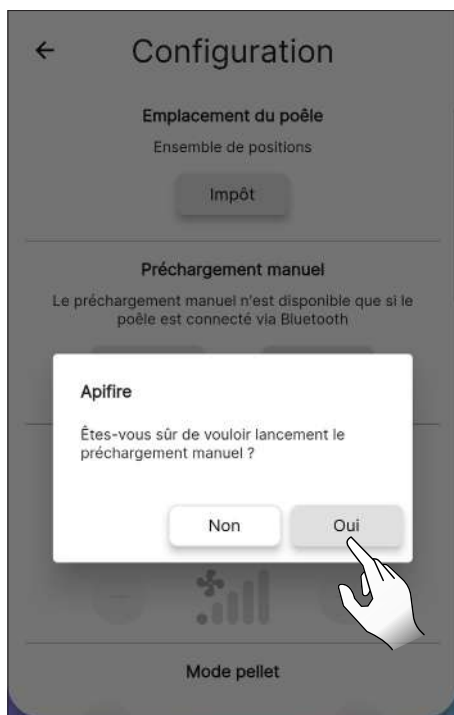 Configuration
Emplacement du poêle
Ensemble de positions
Impôt
Préchargement manuel
Le préchargement manuel n'est disponible que si le
poêle est connecté via Bluetooth
Apifire
Êtes-vous sûr de vouloir lancement le
préchargement manuel ?
Non
Oui
Mode pellet